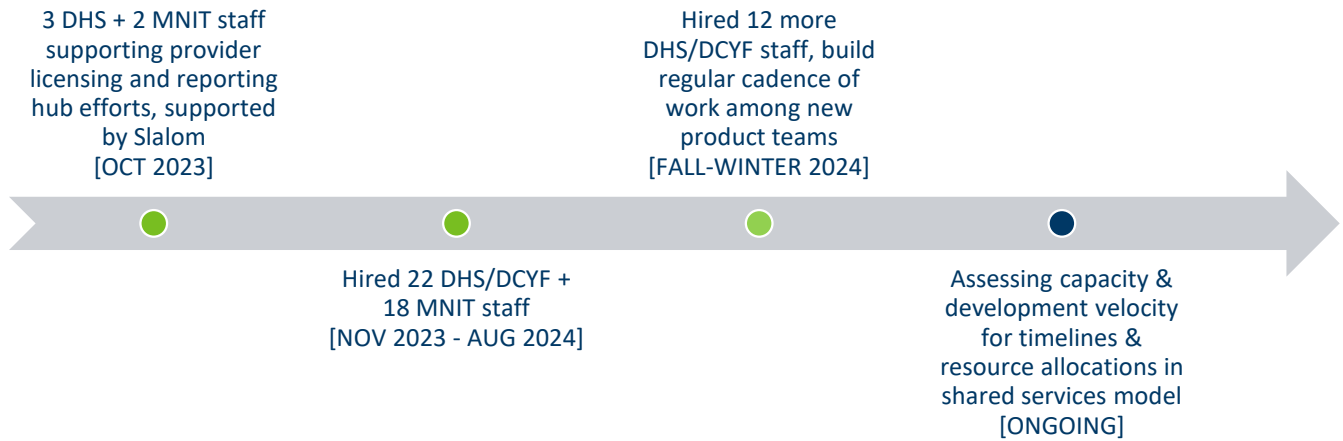 3 DHS + 2 MNIT staff
supporting provider
licensing and reporting
hub efforts, supported
by Slalom
[OCT 2023]
Hired 22 DHS/DCYF +
18 MNIT staff
[NOV 2023 - AUG 2024]
Hired 12 more
DHS/DCYF staff, build
regular cadence of
work among new
product teams
[FALL-WINTER 2024]
Assessing capacity &
development velocity
for timelines &
resource allocations in
shared services model
[ONGOING]